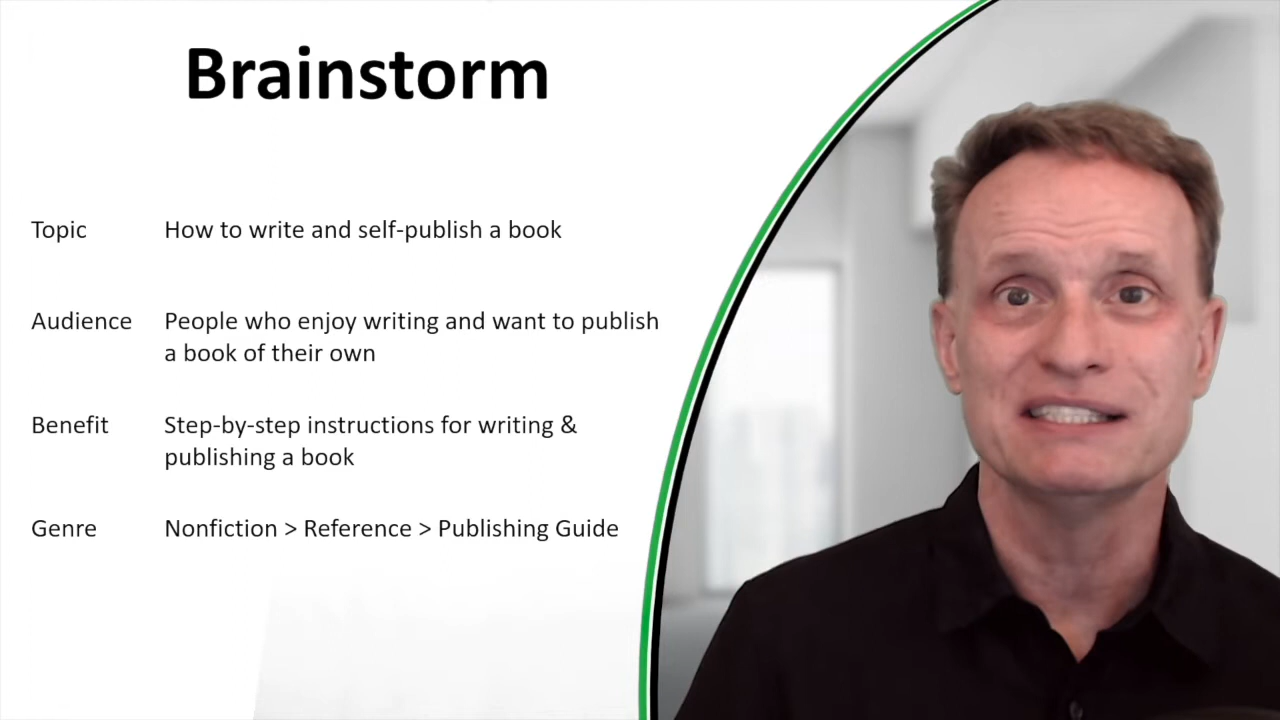 Brainstorm
Topic How to write and self-publish a book
Audience People who enjoy writing and want to publish
a book of their own
Benefit Step-by-step instructions for writing &
publishing a book
Genre Nonfiction > Reference > Publishing Guide